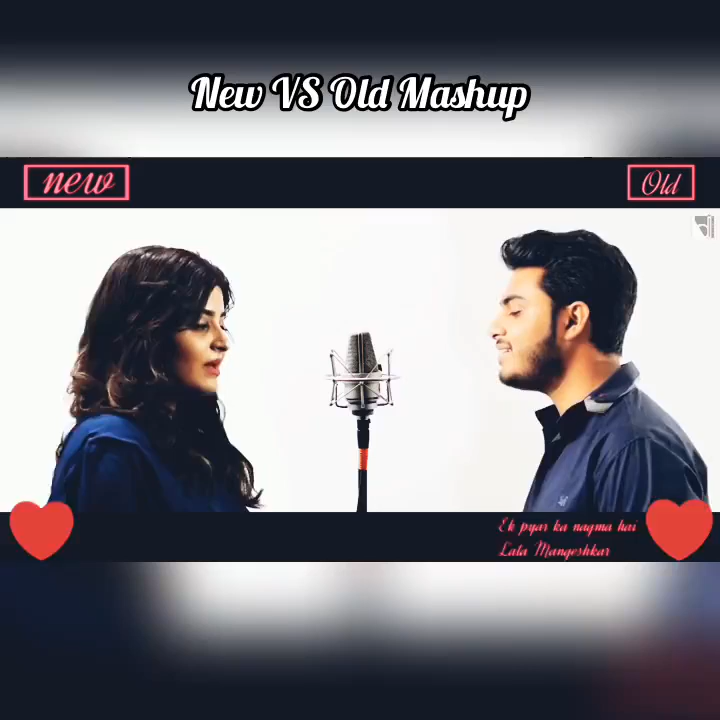 New VS Old Mashup
new
Old
Ek pyar ka nagma hai
Lata Mangeshkar